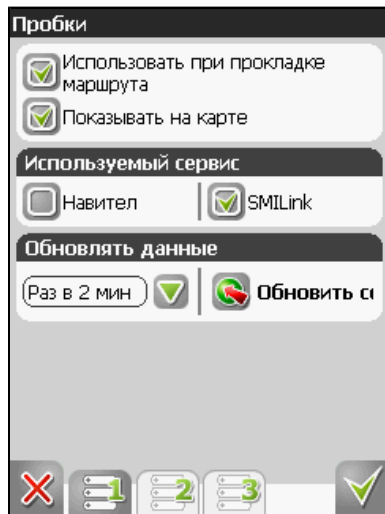 Пробки
Использовать при прокладке
маршрута
Показывать на карте
Используемый сервис
Навител SMILink
Обновлять данные
Раз в 2 мин Обновить
1 2 3